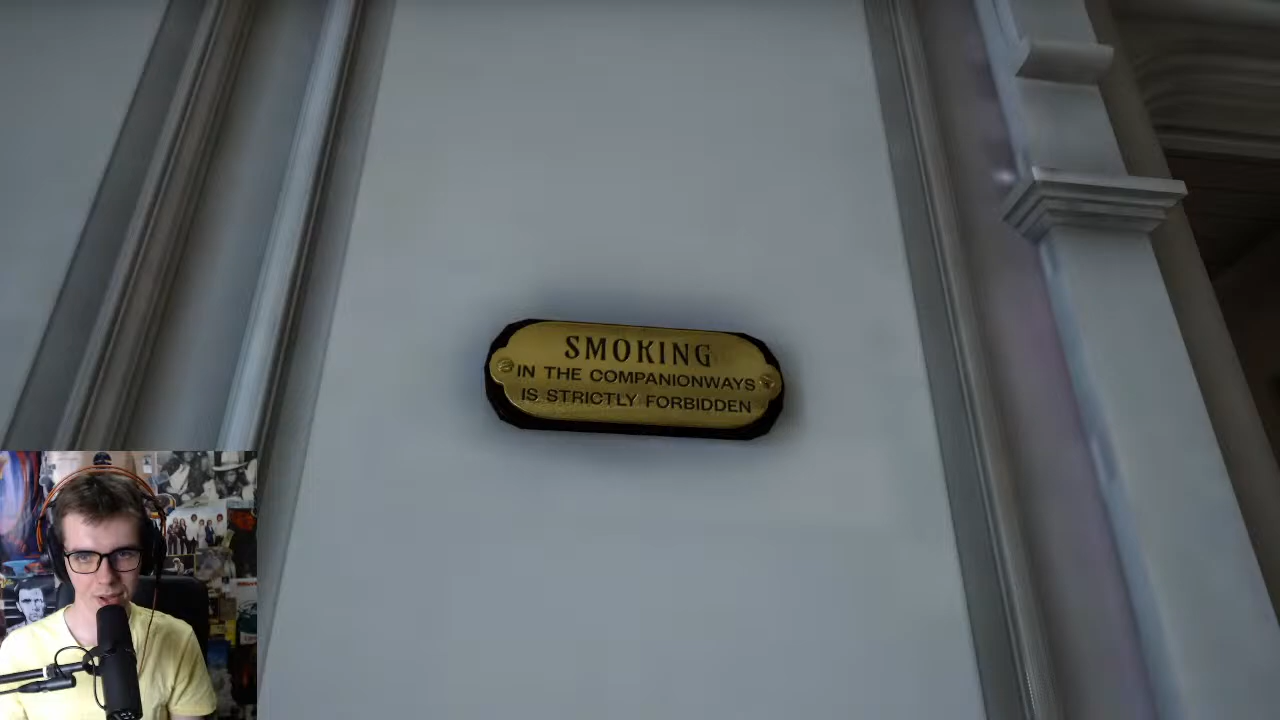 SMOKING
IN THE COMPANIONWAYS
IS STRICTLY FORBIDDEN